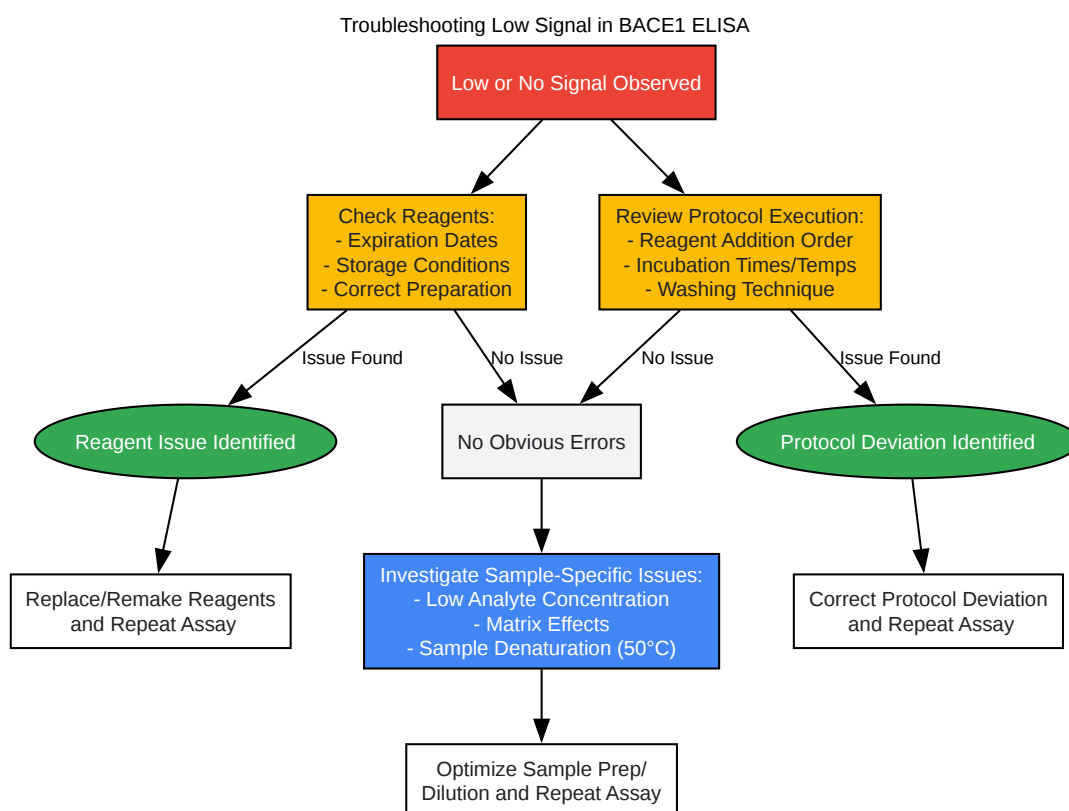 Troubleshooting Low Signal in BACE1 ELISA
Low or No Signal Observed
Check Reagents:
- Expiration Dates
- Storage Conditions
- Correct Preparation
Review Protocol Execution:
- Reagent Addition Order
- Incubation Times/Temps
- Washing Technique
Issue Found
No Issue
No Issue
Issue Found
Reagent Issue Identified
No Obvious Errors
Protocol Deviation Identified
Replace/Remake Reagents
and Repeat Assay
Investigate Sample-Specific Issues:
- Low Analyte Concentration
- Matrix Effects
- Sample Denaturation (50°C)
Correct Protocol Deviation
and Repeat Assay
Optimize Sample Prep/
Dilution and Repeat Assay